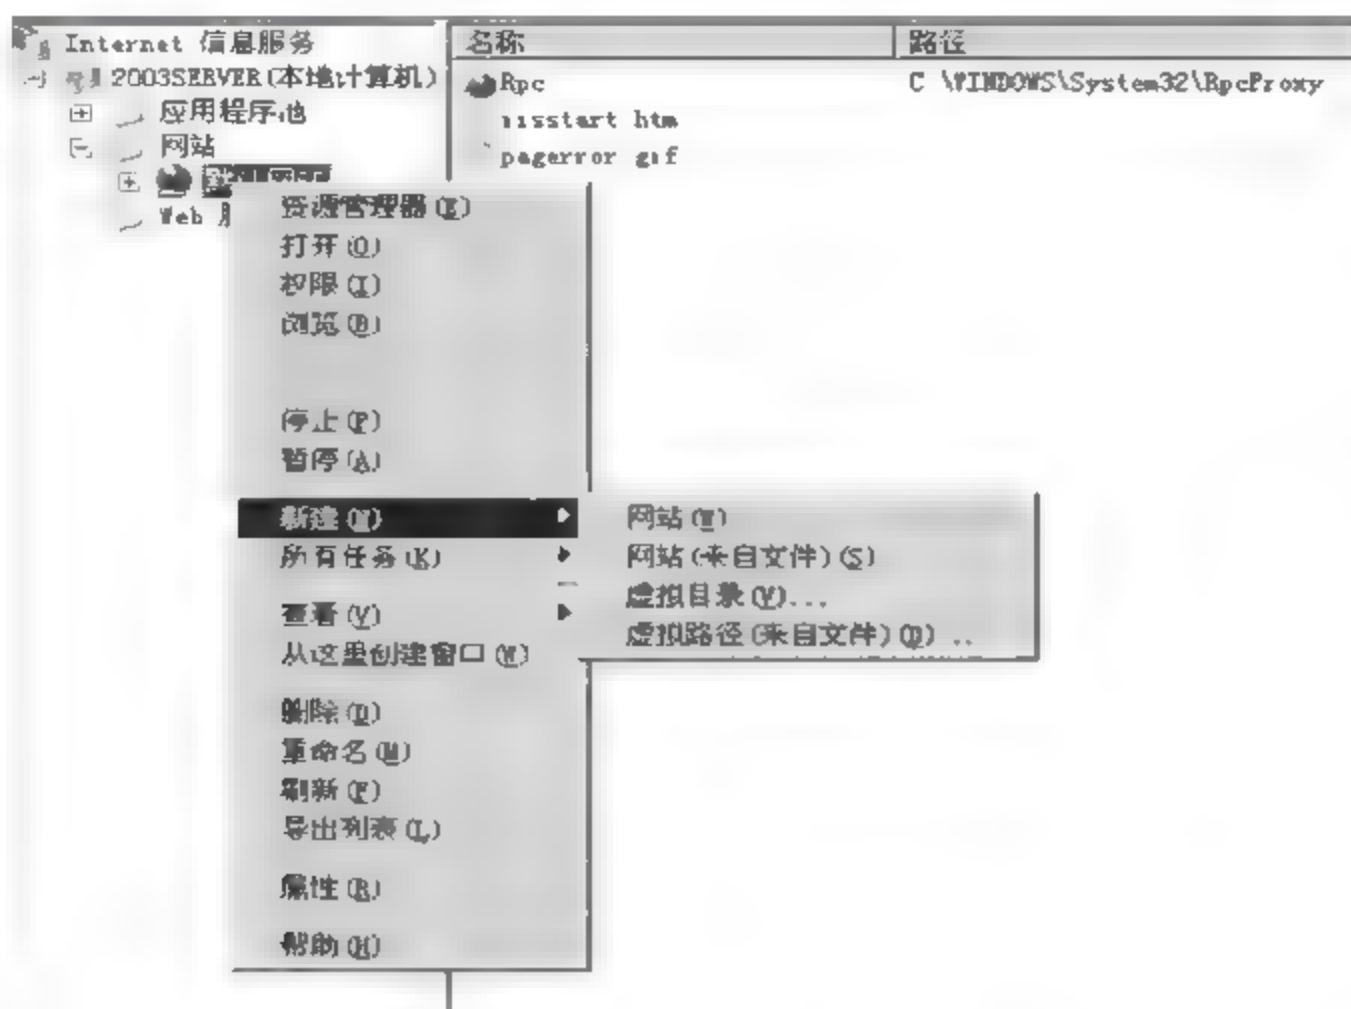 Internet 信息服务
名称
路径
2003SERVER(本地计算机)
Rpc
C \WINDOWS\System32\RpcProxy
应用程序池
iisstart htm
网站
pagerror gif
Web
资源管理器(E)
打开(O)
权限(I)
浏览(B)
停止(P)
暂停(A)
新建(N)
网站(W)
所有任务(K)
网站(来自文件)(S)
虚拟目录(V)...
查看(V)
虚拟路径(来自文件)(D)..
从这里创建窗口(W)
删除(D)
重命名(M)
刷新(F)
导出列表(L)
属性(R)
帮助(H)